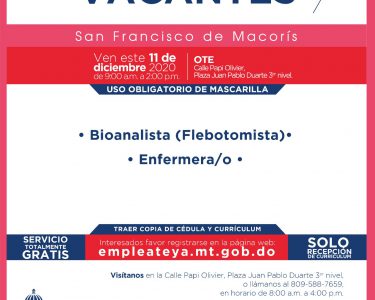 VACANTES
San Francisco de Macorís
Ven este 11 de
diciembre 2020
de 9:00 am. a 2:00 p.m.
OTE
Calle Papi Olivier,
Plaza Juan Pablo Duarte 3er nivel.
USO OBLIGATORIO DE MASCARILLA
• Bioanalista (Flebotomista)•
• Enfermera/o •
TRAER COPIA DE CÉDULA Y CURRÍCULUM
SERVICIO
TOTALMENTE
GRATIS
Interesados favor registrarse en la página web:
empleateya.mt.gob.do
SOLO
RECEPCIÓN
DE CURRICULUM
Visítanos en la Calle Papi Olivier, Plaza Juan Pablo Duarte 3er nivel,
o llámanos al 809-588-7659,
en horario de 8:00 a.m. a 4:00 p.m.